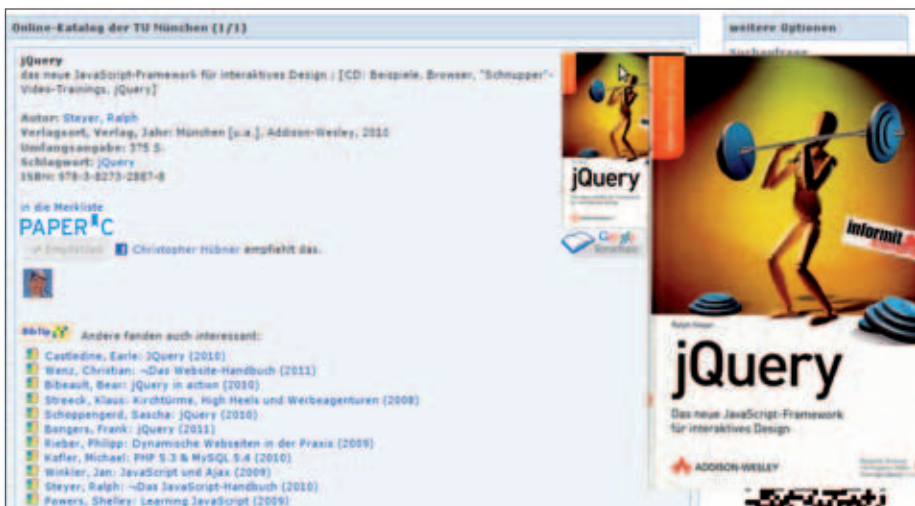 Online-Katalog der TU München (1/1)
jQuery
das neue JavaScript-Framework für interaktives Design ; [CD: Beispiele, Browser, "Schnupper"-
Video-Trainings, jQuery]
Autor: Steyer, Ralph
Verlagsort, Verlag, Jahr: München [u.a.], Addison-Wesley, 2010
Umfangsangabe: 375 S.
Schlagwort: jQuery
ISBN: 978-3-8273-2887-8
in die Merkliste
PAPERC
Empfehlen Christopher Hübner empfiehlt das.
BibTip Andere fanden auch interessant:
Castledine, Earle: JQuery (2010)
Wenz, Christian: ¬Das Website-Handbuch (2011)
Bibeault, Bear: jQuery in action (2010)
Streeck, Klaus: Kirchtürme, High Heels und Werbeagenturen (2008)
Schoppengerd, Sascha: jQuery (2010)
Bongers, Frank: jQuery (2011)
Rieber, Philipp: Dynamische Webseiten in der Praxis (2009)
Kofler, Michael: PHP 5.3 & MySQL 5.4 (2010)
Winkler, Jan: JavaScript und Ajax (2009)
Steyer, Ralph: ¬Das JavaScript-Handbuch (2010)
Powers, Shelley: Learning JavaScript (2009)
jQuery
Google
weitere Optionen
Suchanfrage
informit
Ralph Steyer
jQuery
Das neue JavaScript-Framework
für interaktives Design
ADDISON-WESLEY